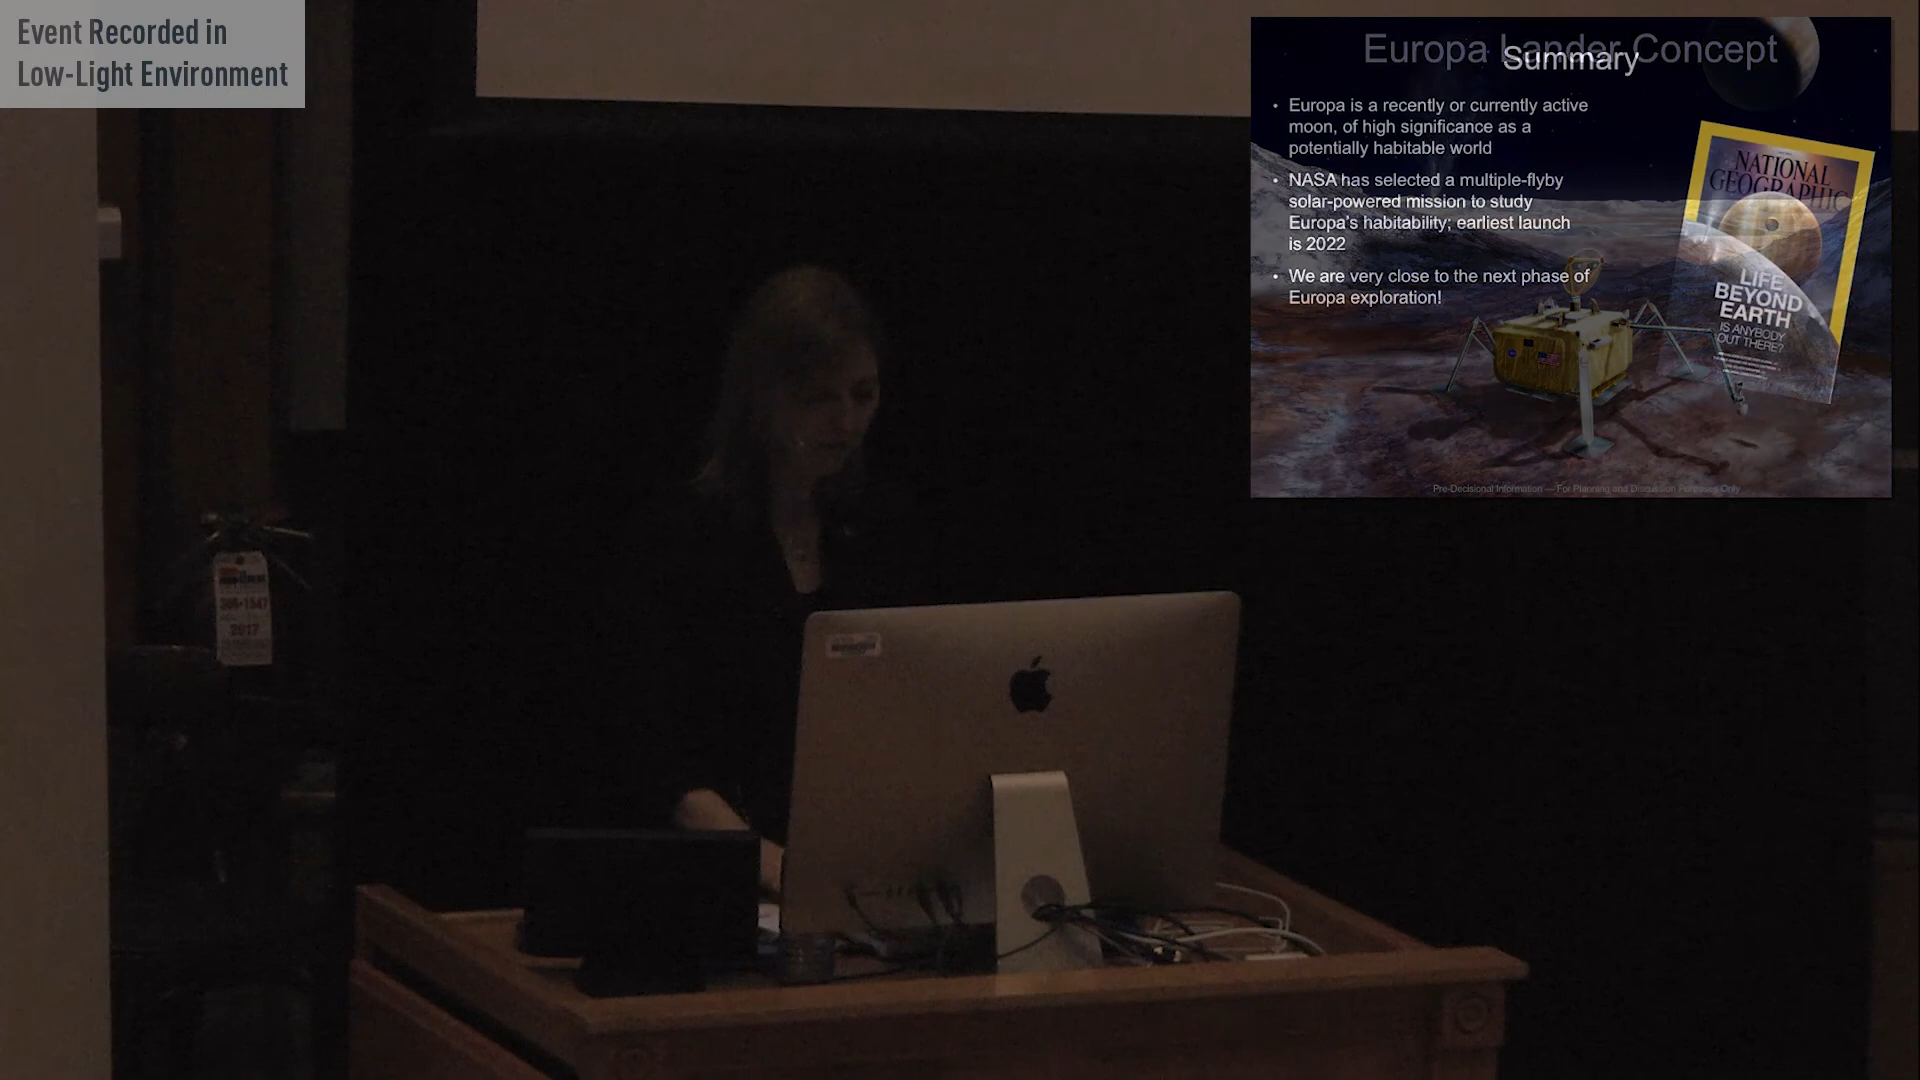 Event Recorded in
Low-Light Environment
Europa Lander Concept
Summary
• Europa is a recently or currently active
moon, of high significance as a
potentially habitable world
• NASA has selected a multiple-flyby
solar-powered mission to study
Europa's habitability; earliest launch
is 2022
• We are very close to the next phase of
Europa exploration!
NATIONAL
GEOGRAPHIC
LIFE
BEYOND
EARTH
IS ANYBODY
OUT THERE?
Pre-Decisional Information — For Planning and Discussion Purposes Only
2017